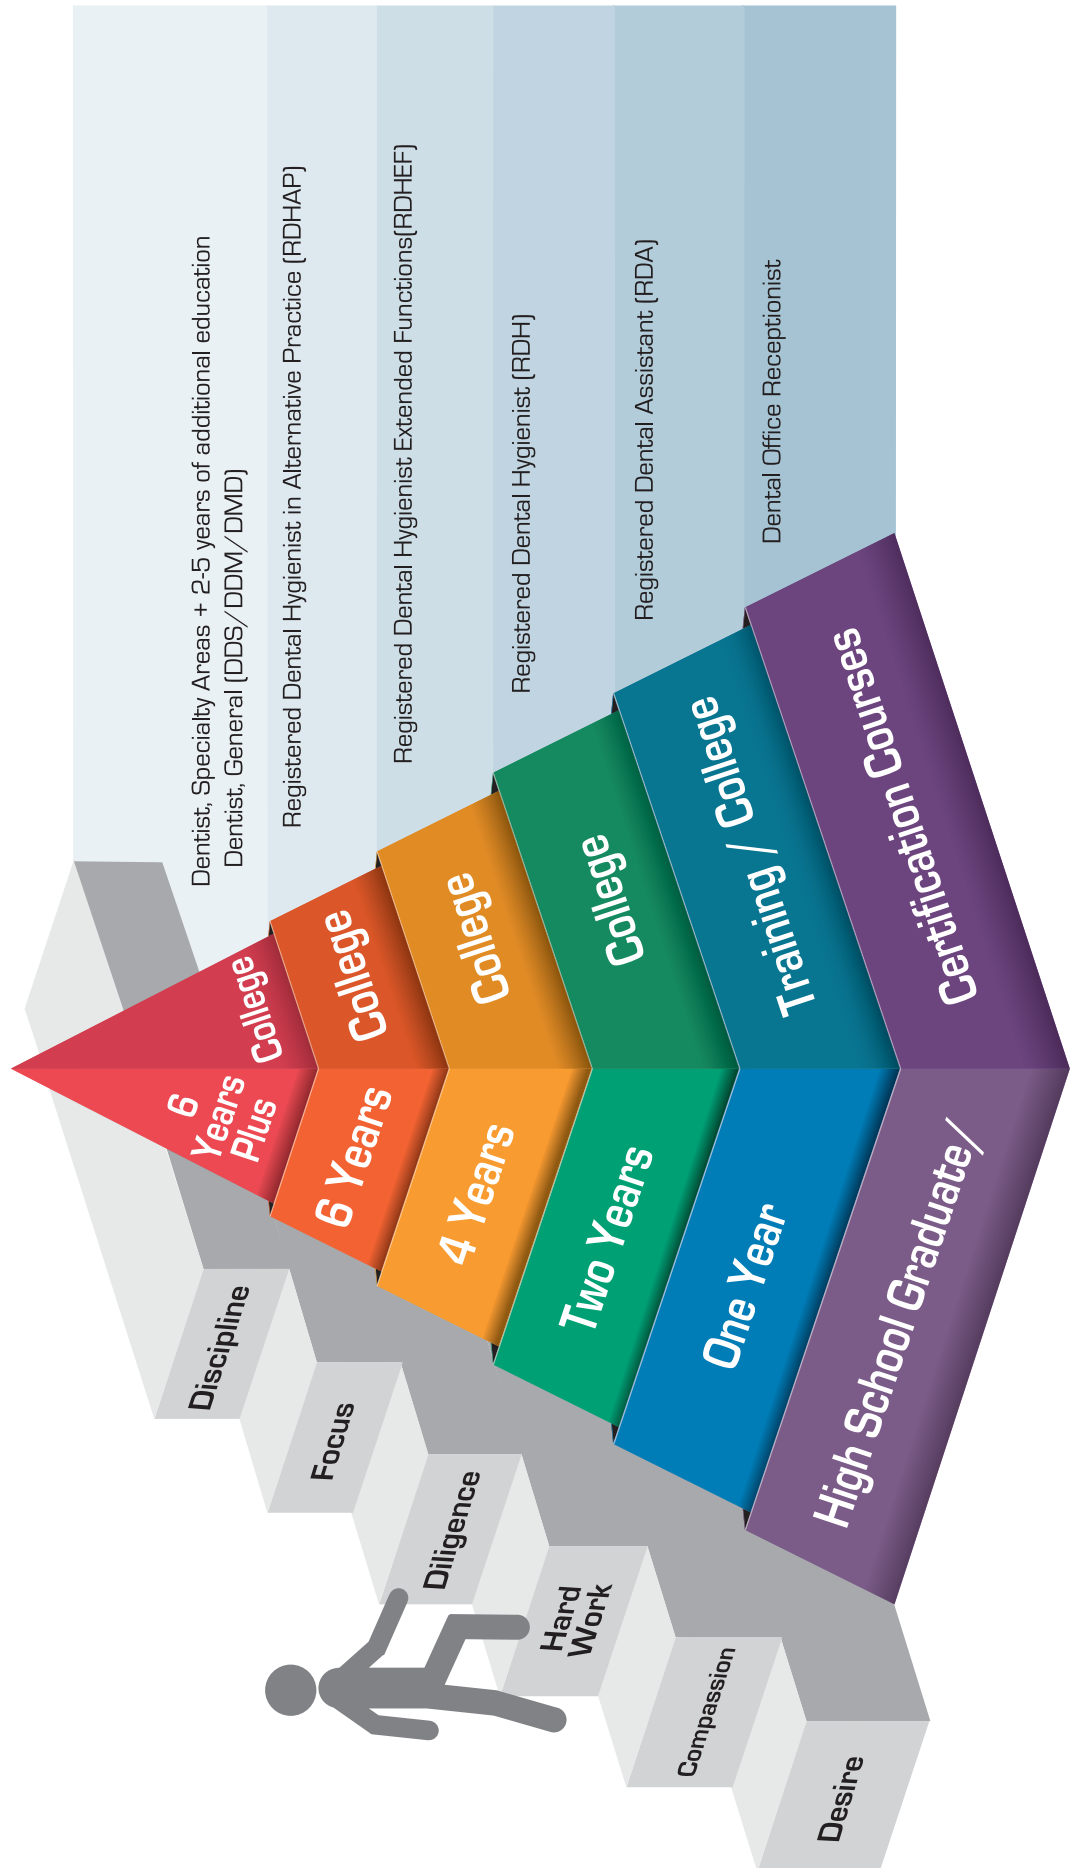 Dentist, Specialty Areas + 2-5 years of additional education
Dentist, General (DDS/DDM/DMD)
Registered Dental Hygienist in Alternative Practice (RDHAP)
Registered Dental Hygienist Extended Functions(RDHEF)
Registered Dental Hygienist (RDH)
Registered Dental Assistant (RDA)
Dental Office Receptionist
6
Years
Plus
College
6 Years
College
4 Years
College
Two Years
College
One Year
Training / College
High School Graduate/
Certification Courses
Discipline
Focus
Diligence
Hard
Work
Compassion
Desire